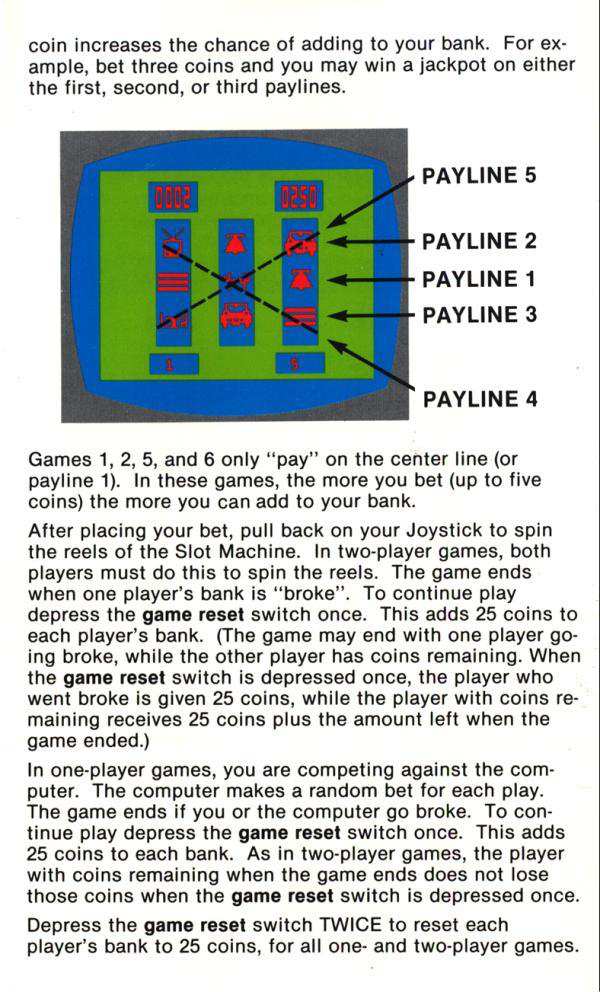 coin increases the chance of adding to your bank. For ex-
ample, bet three coins and you may win a jackpot on either
the first, second, or third paylines.
0002 0250
PAYLINE 5
PAYLINE 2
PAYLINE 1
PAYLINE 3
1 5
PAYLINE 4
Games 1, 2, 5, and 6 only "pay" on the center line (or
payline 1). In these games, the more you bet (up to five
coins) the more you can add to your bank.
After placing your bet, pull back on your Joystick to spin
the reels of the Slot Machine. In two-player games, both
players must do this to spin the reels. The game ends
when one player's bank is "broke". To continue play
depress the game reset switch once. This adds 25 coins to
each player's bank. (The game may end with one player go-
ing broke, while the other player has coins remaining. When
the game reset switch is depressed once, the player who
went broke is given 25 coins, while the player with coins re-
maining receives 25 coins plus the amount left when the
game ended.)
In one-player games, you are competing against the com-
puter. The computer makes a random bet for each play.
The game ends if you or the computer go broke. To con-
tinue play depress the game reset switch once. This adds
25 coins to each bank. As in two-player games, the player
with coins remaining when the game ends does not lose
those coins when the game reset switch is depressed once.
Depress the game reset switch TWICE to reset each
player's bank to 25 coins, for all one- and two-player games.